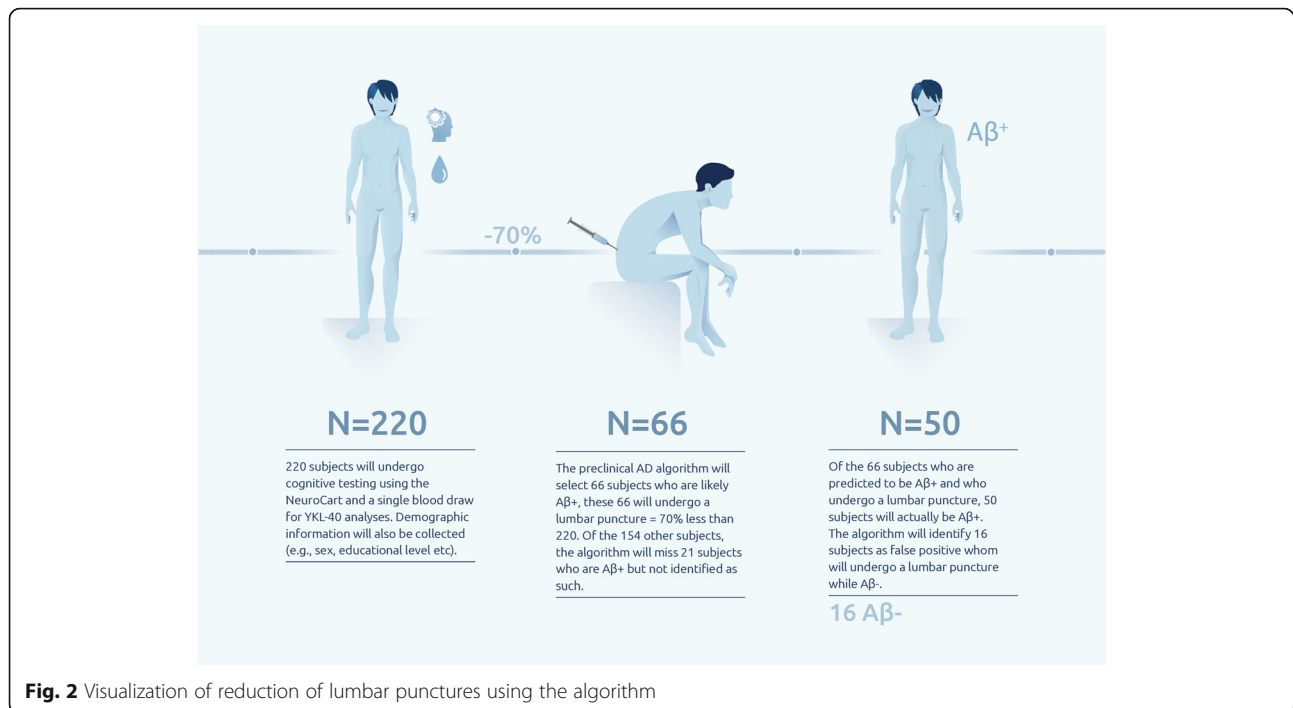 Aβ+
-70%
N=220
220 subjects will undergo
cognitive testing using the
NeuroCart and a single blood draw
for YKL-40 analyses. Demographic
information will also be collected
(e.g., sex, educational level etc).
N=66
The preclinical AD algorithm will
select 66 subjects who are likely
Aβ+, these 66 will undergo a
lumbar puncture = 70% less than
220. Of the 154 other subjects,
the algorithm will miss 21 subjects
who are Aβ+ but not identified as
such.
N=50
Of the 66 subjects who are
predicted to be Aβ+ and who
undergo a lumbar puncture, 50
subjects will actually be Aβ+.
The algorithm will identify 16
subjects as false positive whom
will undergo a lumbar puncture
while Aβ-.
16 Aβ-
Fig. 2 Visualization of reduction of lumbar punctures using the algorithm